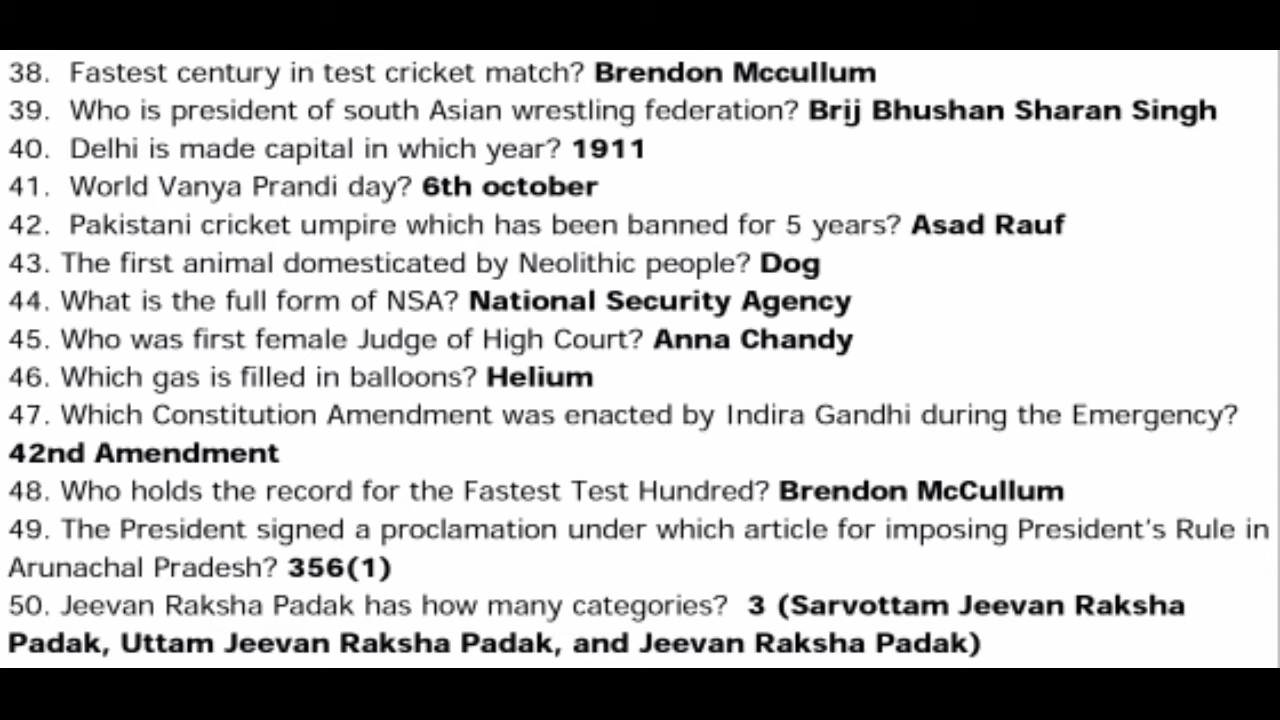 38. Fastest century in test cricket match? Brendon Mccullum
39. Who is president of south Asian wrestling federation? Brij Bhushan Sharan Singh
40. Delhi is made capital in which year? 1911
41. World Vanya Prandi day? 6th october
42. Pakistani cricket umpire which has been banned for 5 years? Asad Rauf
43. The first animal domesticated by Neolithic people? Dog
44. What is the full form of NSA? National Security Agency
45. Who was first female Judge of High Court? Anna Chandy
46. Which gas is filled in balloons? Helium
47. Which Constitution Amendment was enacted by Indira Gandhi during the Emergency?
42nd Amendment
48. Who holds the record for the Fastest Test Hundred? Brendon McCullum
49. The President signed a proclamation under which article for imposing President's Rule in
Arunachal Pradesh? 356(1)
50. Jeevan Raksha Padak has how many categories? 3 (Sarvottam Jeevan Raksha
Padak, Uttam Jeevan Raksha Padak, and Jeevan Raksha Padak)